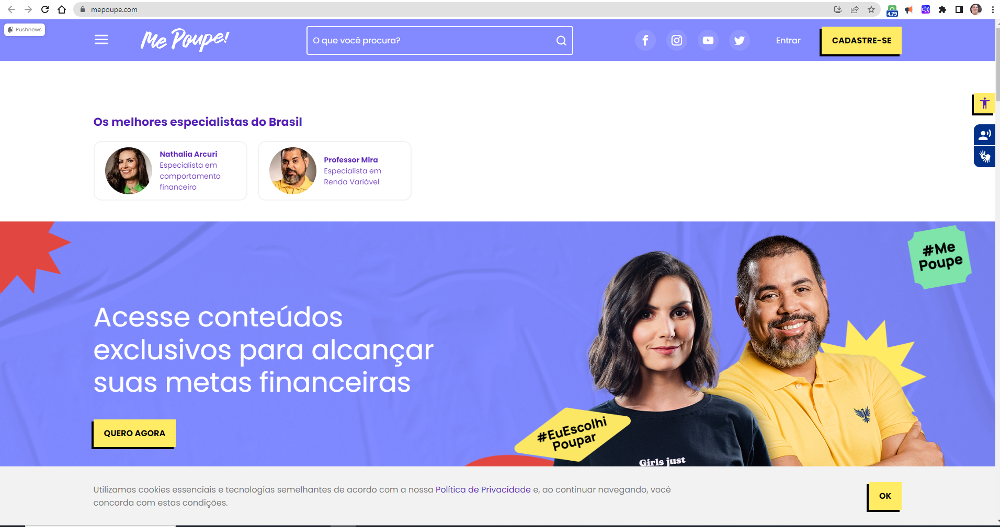 mepoupe.com
4,79
Pushnews
Me Poupe!
O que você procura?
Entrar
CADASTRE-SE
Os melhores especialistas do Brasil
Nathalia Arcuri
Especialista em
comportamento
financeiro
Professor Mira
Especialista em
Renda Variável
#Me
Poupe
Acesse conteúdos
exclusivos para alcançar
suas metas financeiras
QUERO AGORA
#EuEscolhi
Poupar
Girls just
Utilizamos cookies essenciais e tecnologias semelhantes de acordo com a nossa Política de Privacidade e, ao continuar navegando, você
concorda com estas condições.
OK